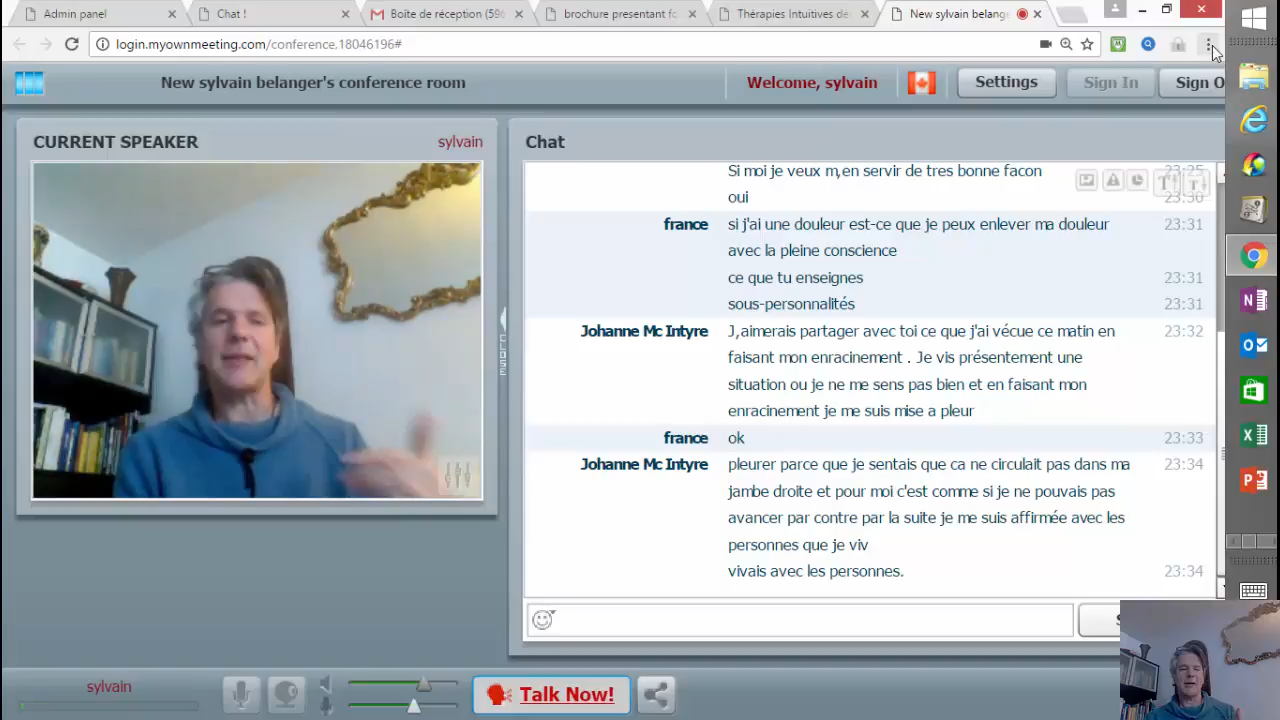 Admin panel
Chat !
Boîte de réception (596
brochure presentant fo
Thérapies Intuitives de
New sylvain belange
login.myownmeeting.com/conference,18046196#
New sylvain belanger's conference room
Welcome, sylvain
Settings
Sign In
Sign O
CURRENT SPEAKER
sylvain
Chat
Si moi je veux m,en servir de tres bonne facon 23:25
oui 23:30
france si j'ai une douleur est-ce que je peux enlever ma douleur 23:31
avec la pleine conscience
ce que tu enseignes 23:31
sous-personnalités 23:31
Johanne Mc Intyre J,aimerais partager avec toi ce que j'ai vécue ce matin en 23:32
faisant mon enracinement . Je vis présentement une
situation ou je ne me sens pas bien et en faisant mon
enracinement je me suis mise a pleur
france ok 23:33
Johanne Mc Intyre pleurer parce que je sentais que ca ne circulait pas dans ma 23:34
jambe droite et pour moi c'est comme si je ne pouvais pas
avancer par contre par la suite je me suis affirmée avec les
personnes que je viv
vivais avec les personnes. 23:34
CLOSE
S
sylvain
Talk Now!